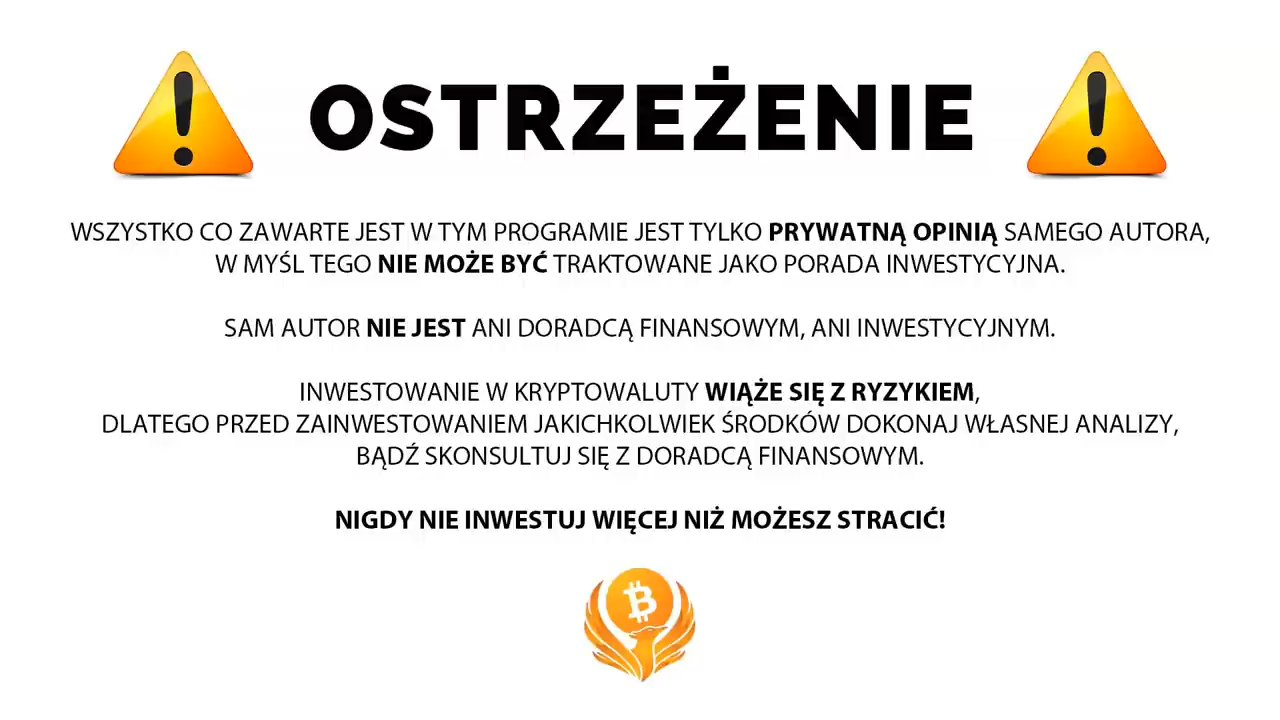 OSTRZEŻENIE
WSZYSTKO CO ZAWARTE JEST W TYM PROGRAMIE JEST TYLKO PRYWATNĄ OPINIĄ SAMEGO AUTORA,
W MYŚL TEGO NIE MOŻE BYĆ TRAKTOWANE JAKO PORADA INWESTYCYJNA.
SAM AUTOR NIE JEST ANI DORADCĄ FINANSOWYM, ANI INWESTYCYJNYM.
INWESTOWANIE W KRYPTOWALUTY WIĄŻE SIĘ Z RYZYKIEM,
DLATEGO PRZED ZAINWESTOWANIEM JAKICHKOLWIEK ŚRODKÓW DOKONAJ WŁASNEJ ANALIZY,
BĄDŹ SKONSULTUJ SIĘ Z DORADCĄ FINANSOWYM.
NIGDY NIE INWESTUJ WIĘCEJ NIŻ MOŻESZ STRACIĆ!